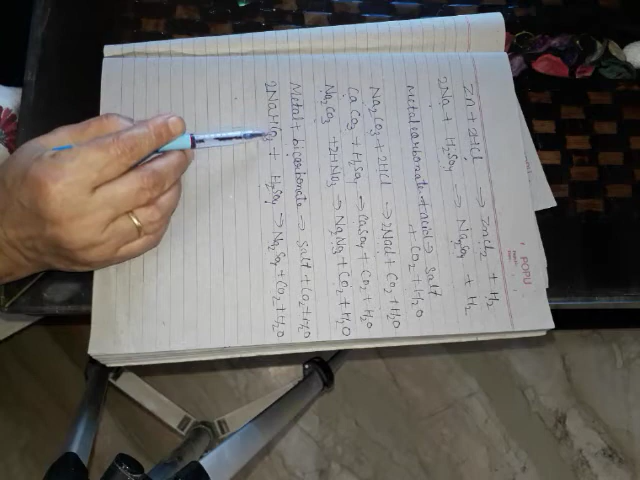 POPU
Zn + 2HCl → ZnCl2 + H2
2Na + H2SO4 → Na2SO4 + H2
Metal carbonate + Acid → Salt
+ CO2 + H2O
Na2CO3 + 2HCl → 2NaCl + CO2 + H2O
CaCO3 + H2SO4 → CaSO4 + CO2 + H2O
Na2CO3 + 2HNO3 → Na2NO3 + CO2 + H2O
Metal + bicarbonate → Salt + CO2 + H2O
2NaHCO3 + H2SO4 → Na2SO4 + CO2 + H2O